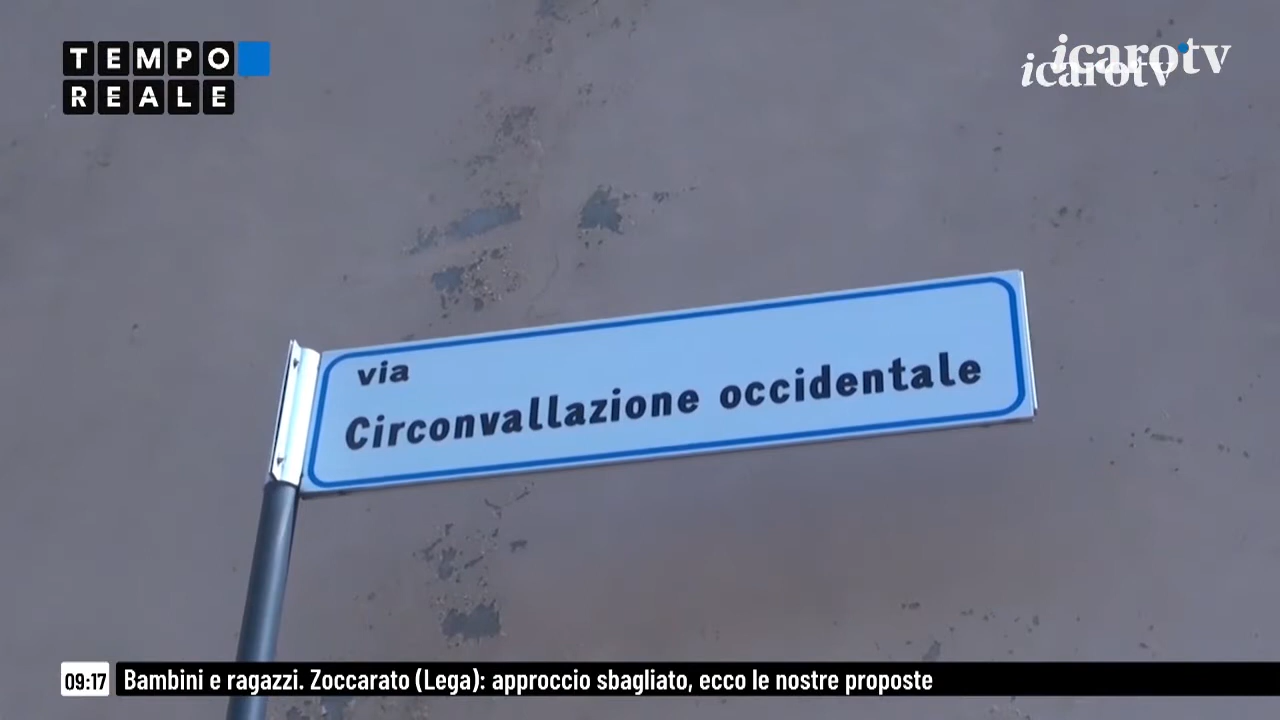 TEMPO
REALE
icarotv
icarotv
via
Circonvallazione occidentale
09:17
Bambini e ragazzi. Zoccarato (Lega): approccio sbagliato, ecco le nostre proposte